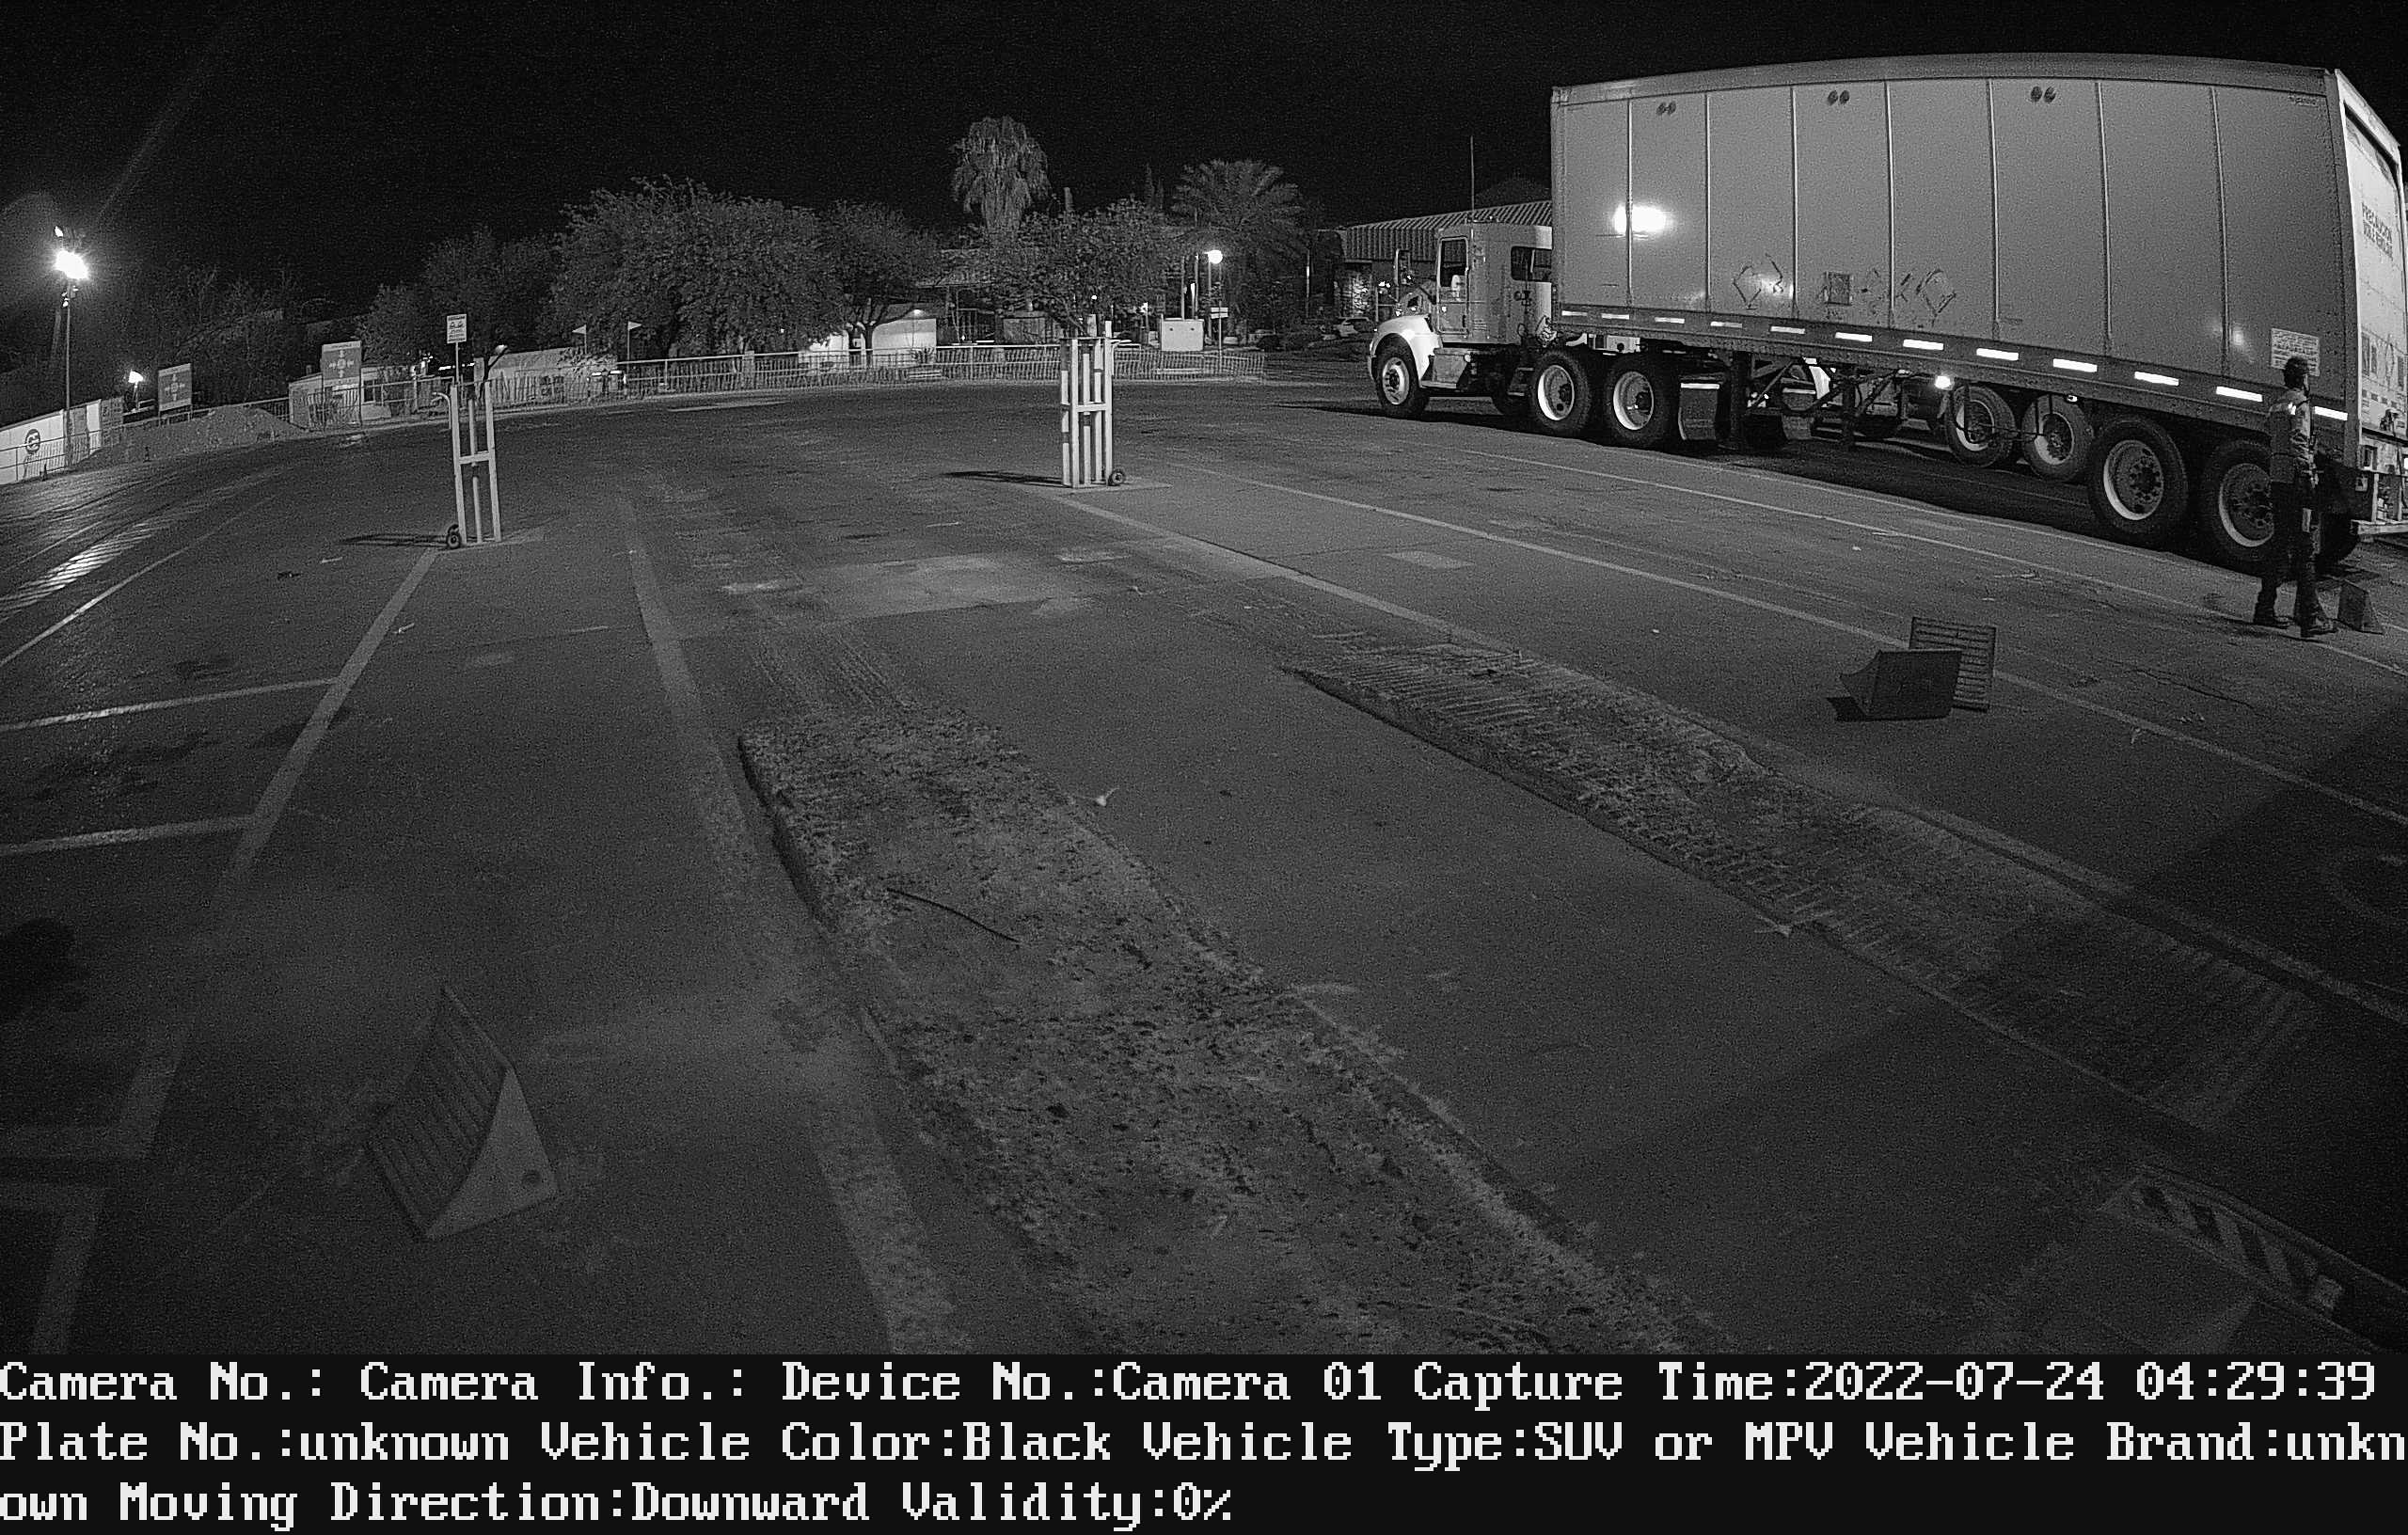 Camera No.: Camera Info.: Device No.:Camera 01 Capture Time:2022-07-24 04:29:39
Plate No.:unknown Vehicle Color:Black Vehicle Type:SUV or MPV Vehicle Brand:unkn
own Moving Direction:Downward Validity:0%